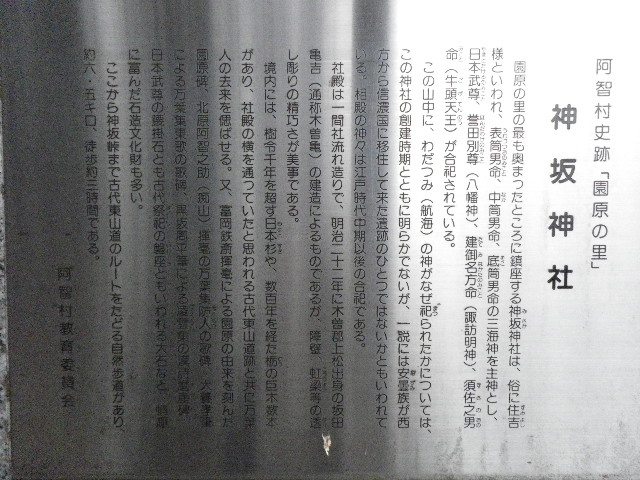 阿智村史跡「園原の里」
神坂神社
園原の里の最も奥まったところに鎮座する神坂神社は、俗に住吉
様といわれ、表筒男命、中筒男命、底筒男命の三海神を主神とし、
日本武尊、誉田別尊（八幡神）、建御名方命（諏訪明神）、須佐之男
命（牛頭天王）が合祀されている。
この山中に、わだつみ（航海）の神がなぜ祀られたかについては、
この神社の創建時期とともに明らかでないが、一説には安曇族が西
方から信濃国に移住して来た遺跡のひとつではないかともいわれて
いる。相殿の神々は江戸時代中期以後の合祀である。
社殿は一間社流れ造りで、明治二十二年に木曽郡上松出身の坂田
亀吉（通称木曽亀）の建造によるものであるが、障壁、虹梁等の透
し彫りの精巧さが美事である。
境内には、樹令千年を超す日本杉や、数百年を経た栃の巨木数本
があり、社殿の横を通っていたと思われる古代東山道跡と共に万葉
人の去来を偲ばせる。又、富岡鉄斎揮毫による園原の由来を刻んだ
園原碑、北原阿智之助（痴山）揮毫の万葉集防人の歌碑、犬養孝揮毫
による万葉集東歌の歌碑、
日本武尊の腰掛石とも古代祭祀の磐座ともいわれる大石など、
に富んだ石造文化財も多い。
ここから神坂峠まで古代東山道のルートをたどる自然歩道があり、
約六・五キロ、徒歩約三時間である。
阿智村教育委員会